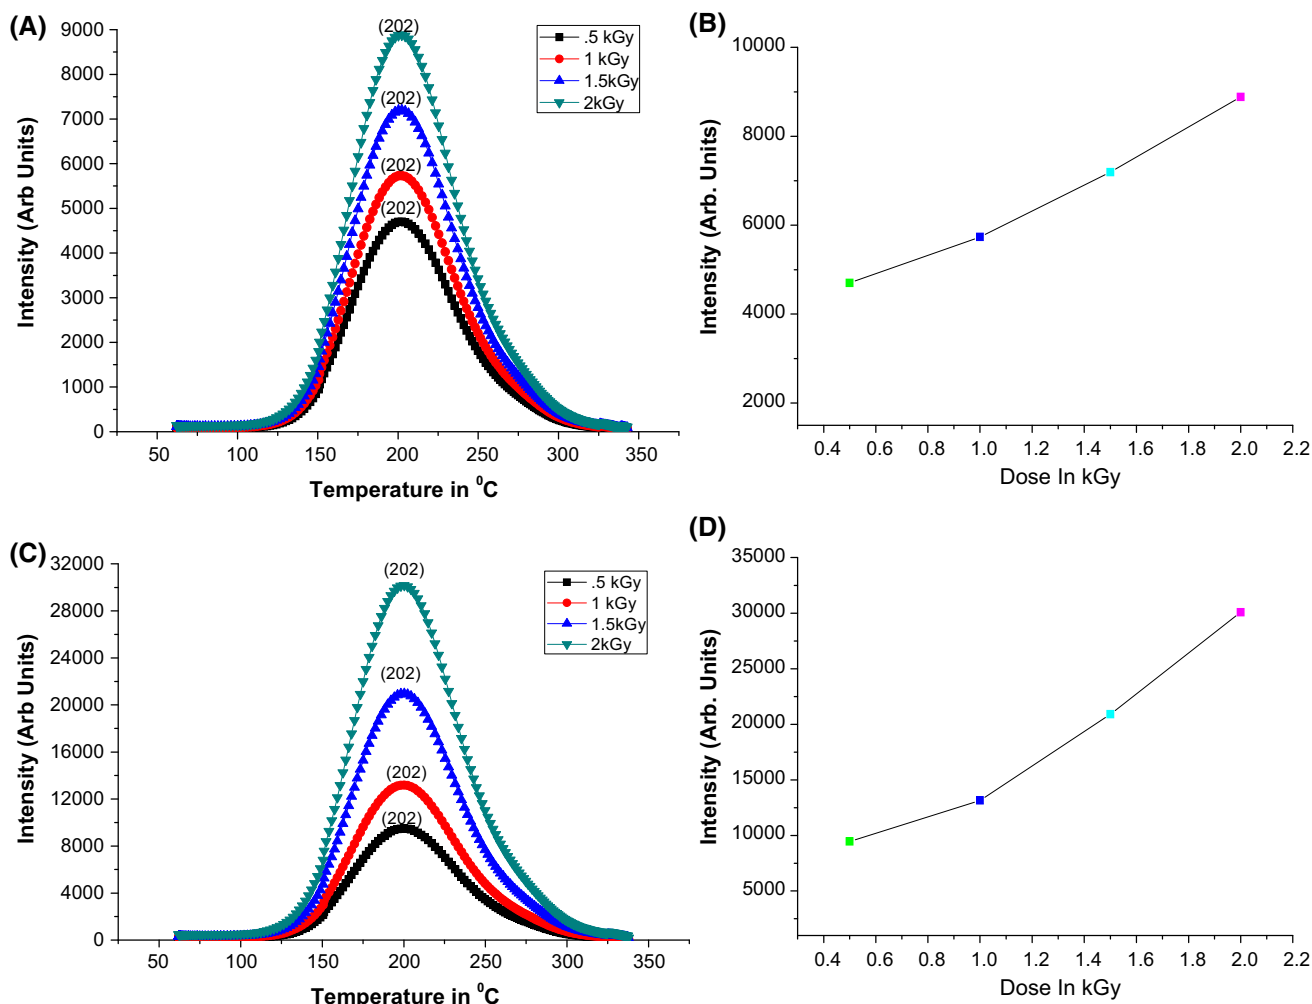 (A)
9000
8000
7000
6000
5000
4000
3000
2000
1000
0
Intensity (Arb Units)
(202)
(202)
(202)
(202)
.5 kGy
1 kGy
1.5kGy
2kGy
50 100 150 200 250 300 350
Temperature in ⁰C
(B)
10000
8000
6000
4000
2000
Intensity (Arb. Units)
0.4 0.6 0.8 1.0 1.2 1.4 1.6 1.8 2.0 2.2
Dose In kGy
(C)
32000
28000
24000
20000
16000
12000
8000
4000
0
Intensity (Arb Units)
(202)
(202)
(202)
(202)
.5 kGy
1 kGy
1.5kGy
2kGy
50 100 150 200 250 300 350
Temperature in ⁰C
(D)
35000
30000
25000
20000
15000
10000
5000
Intensity (Arb. Units)
0.4 0.6 0.8 1.0 1.2 1.4 1.6 1.8 2.0 2.2
Dose In kGy